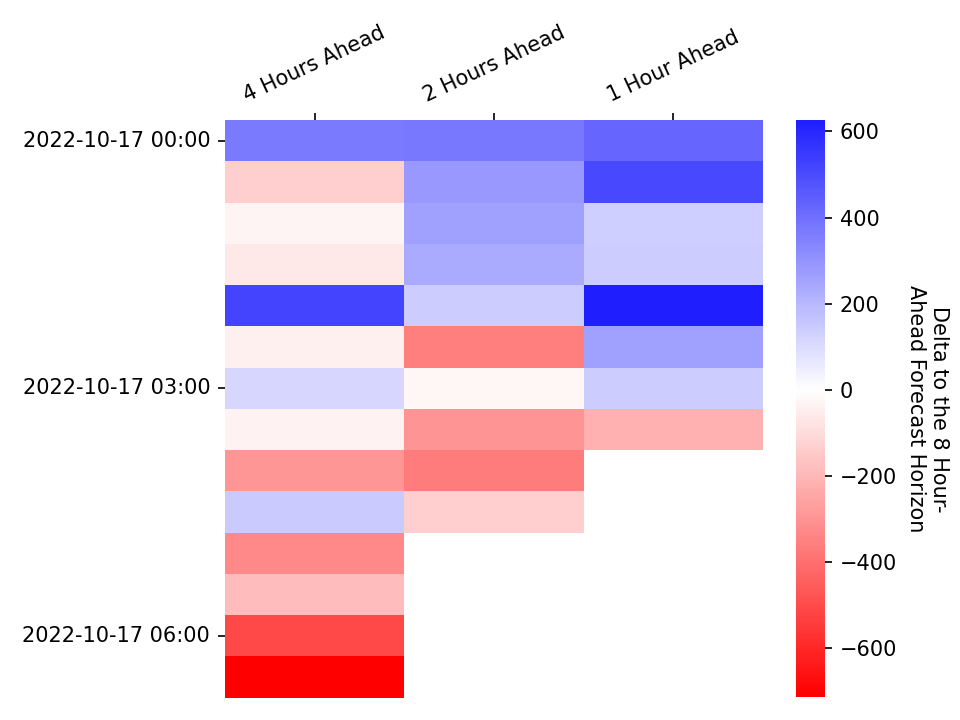 4 Hours Ahead
2 Hours Ahead
1 Hour Ahead
2022-10-17 00:00
2022-10-17 03:00
2022-10-17 06:00
600
400
200
0
−200
−400
−600
Delta to the 8 Hour-
Ahead Forecast Horizon